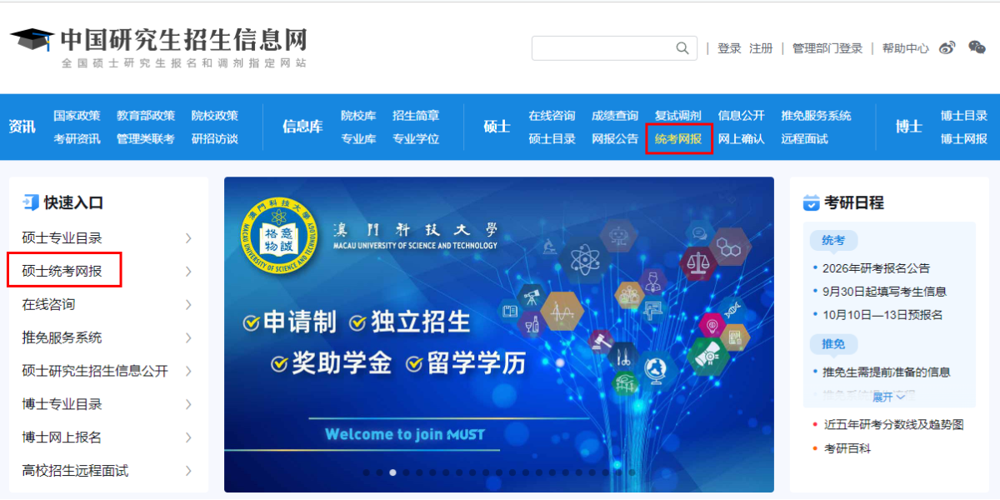 中国研究生招生信息网
全国硕士研究生报名和调剂指定网站
| 登录 注册 | 管理部门登录 | 帮助中心
资讯
国家政策 教育部政策 院校政策
考研资讯 管理类联考 研招访谈
信息库
院校库 招生简章
专业库 专业学位
硕士
在线咨询 成绩查询 复试调剂 信息公开 推免服务系统
硕士目录 网报公告 统考网报 网上确认 远程面试
博士
博士目录
博士网报
快速入口
硕士专业目录
硕士统考网报
在线咨询
推免服务系统
硕士研究生招生信息公开
博士专业目录
博士网上报名
高校招生远程面试
澳門科技大學
MACAU UNIVERSITY OF SCIENCE AND TECHNOLOGY
意誠格物
澳門科技大學
MACAU UNIVERSITY OF SCIENCE AND TECHNOLOGY
申请制 独立招生
奖助学金 留学学历
Welcome to join MUST
考研日程
统考
2026年研考报名公告
9月30日起填写考生信息
10月10日—13日预报名
推免
推免生需提前准备的信息
展开
近五年研考分数线及趋势图
考研百科